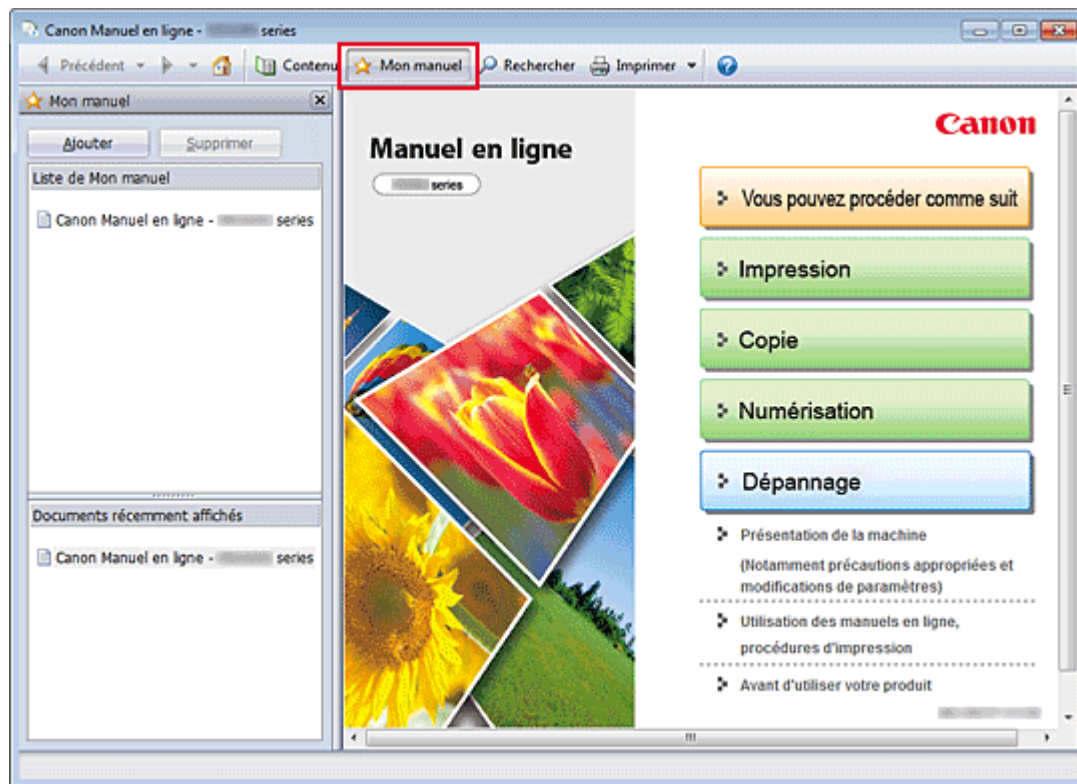 Canon Manuel en ligne - series
Précédent
Contenu
Mon manuel
Rechercher
Imprimer
Mon manuel
Ajouter
Supprimer
Liste de Mon manuel
Canon Manuel en ligne - series
Documents récemment affichés
Canon Manuel en ligne - series
Canon
Manuel en ligne
series
Vous pouvez procéder comme suit
Impression
Copie
Numérisation
Dépannage
Présentation de la machine
(Notamment précautions appropriées et
modifications de paramètres)
Utilisation des manuels en ligne,
procédures d'impression
Avant d'utiliser votre produit